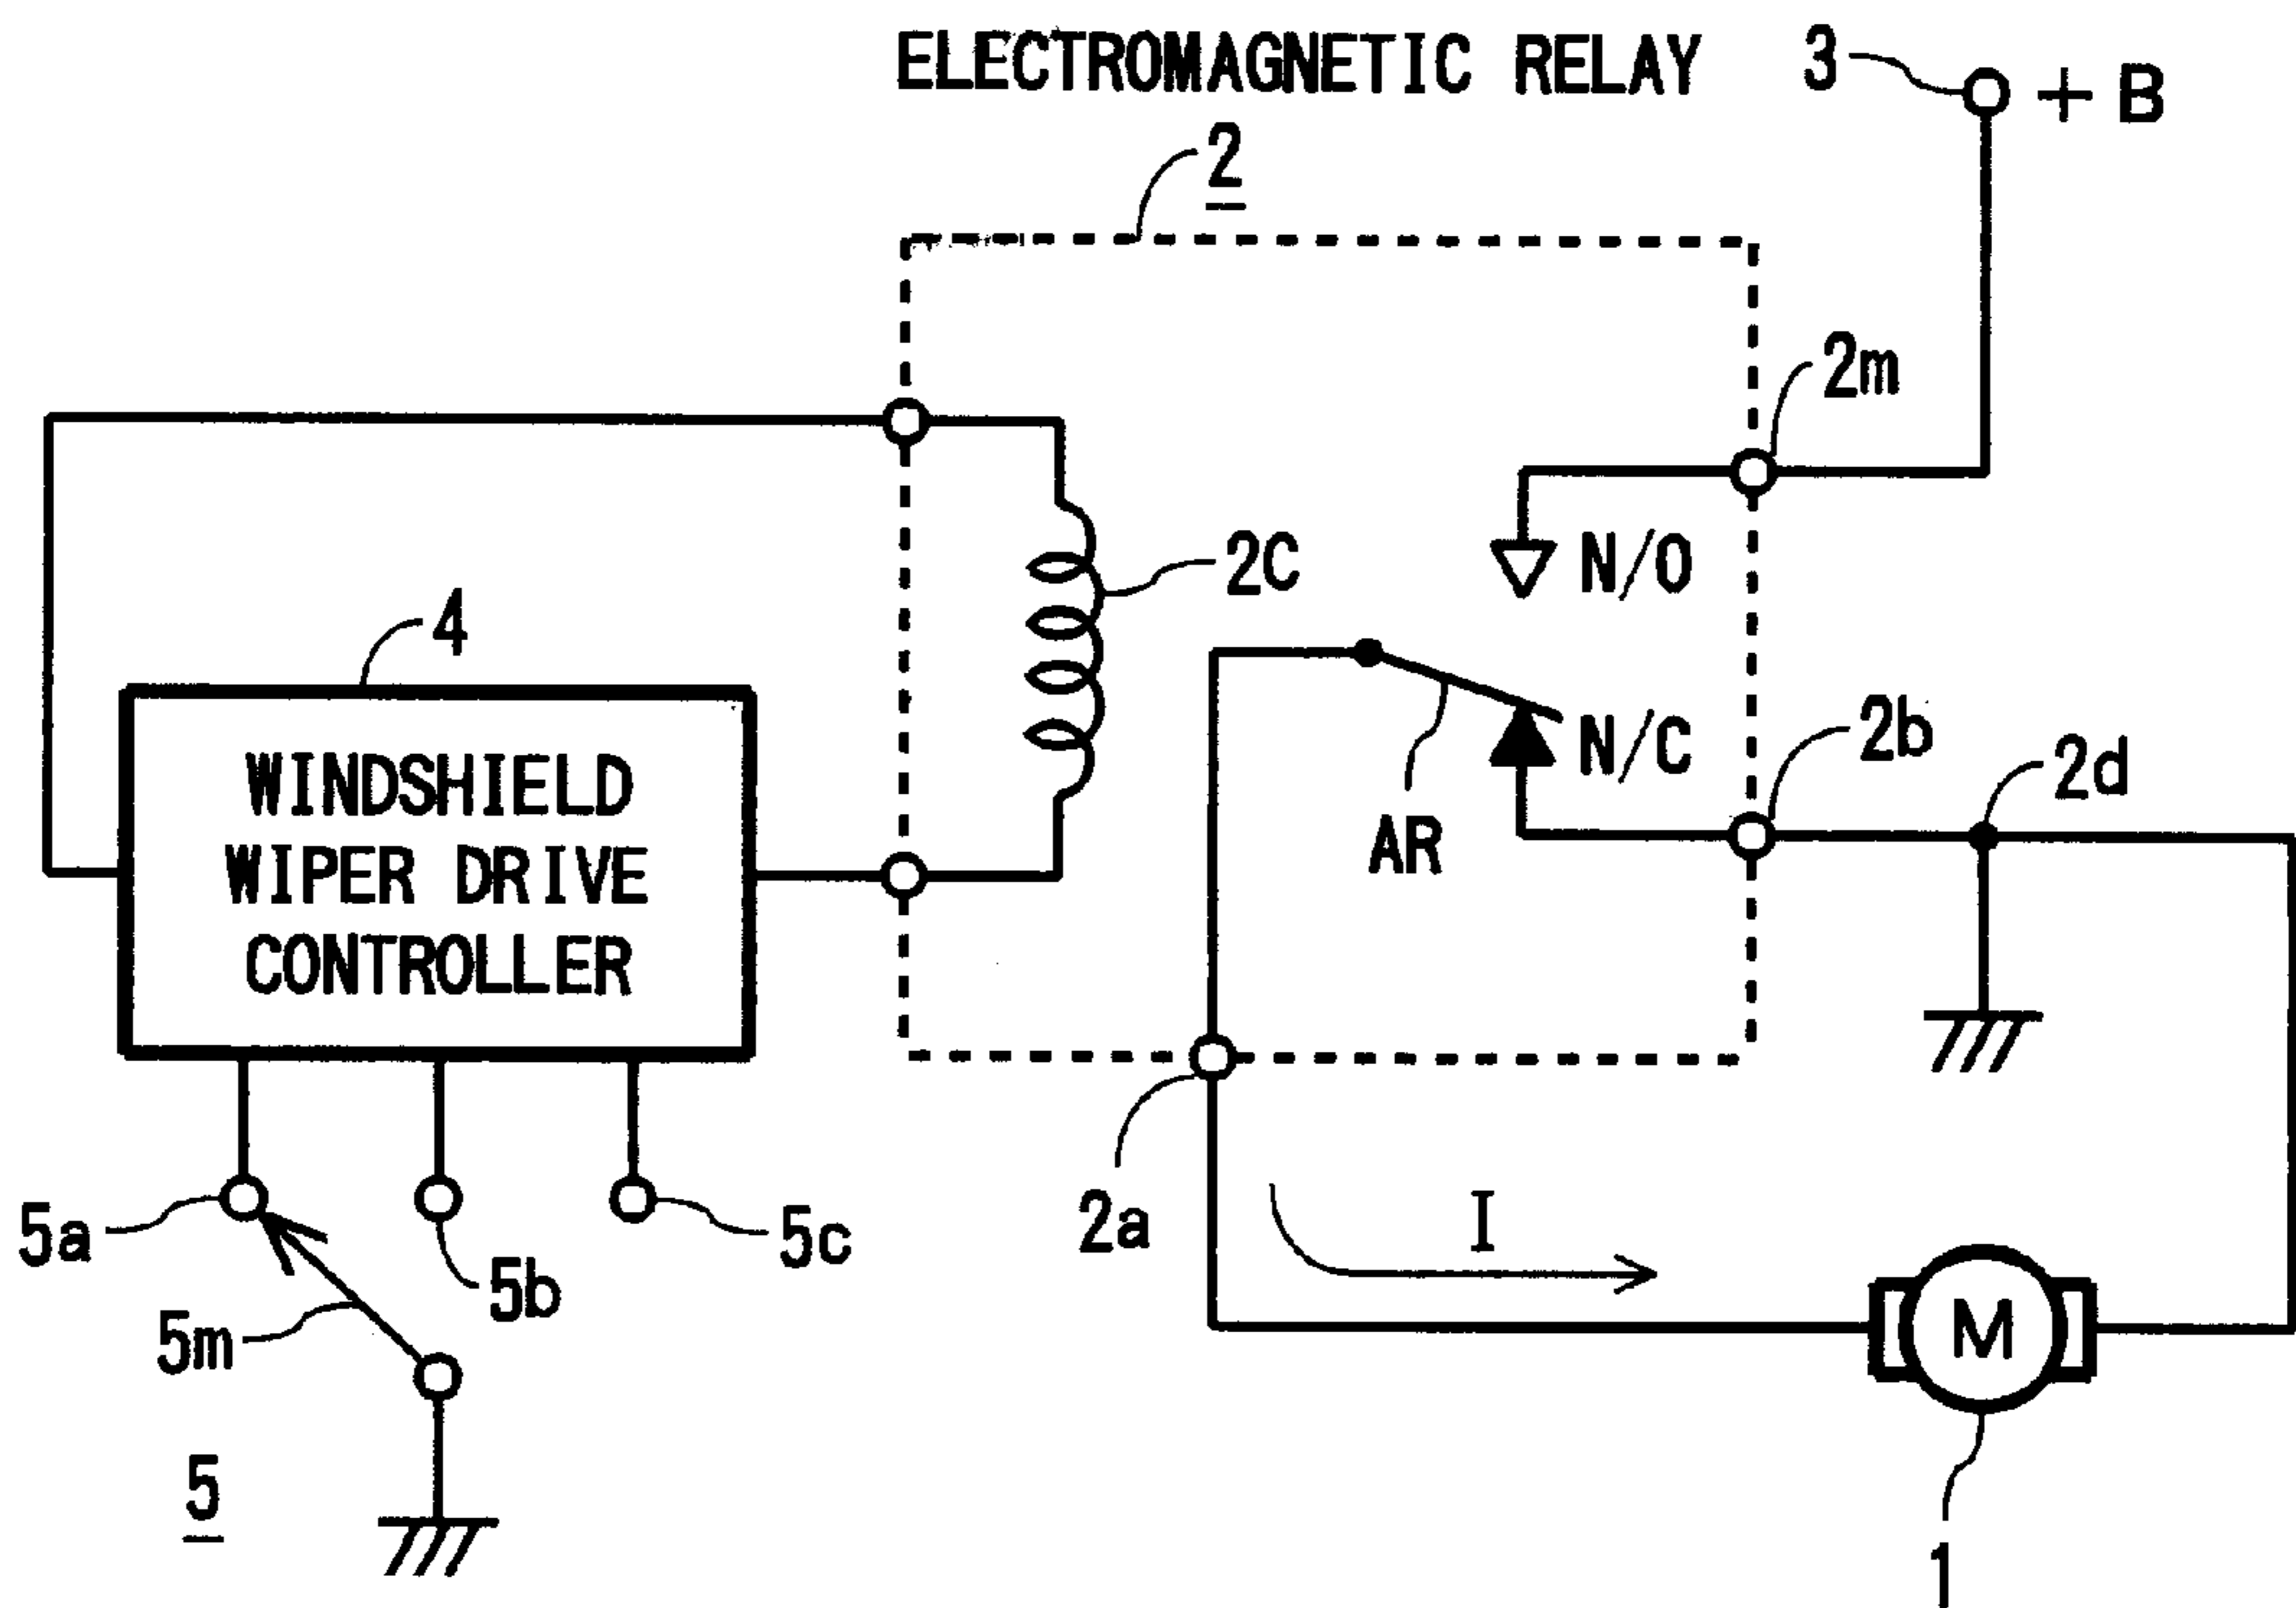 ELECTROMAGNETIC RELAY
3
+ B
2
2m
2C
N/O
4
N/C
2b
2d
AR
WINDSHIELD
WIPER DRIVE
CONTROLLER
2a
I
5a
5b
5c
5m
M
5
1